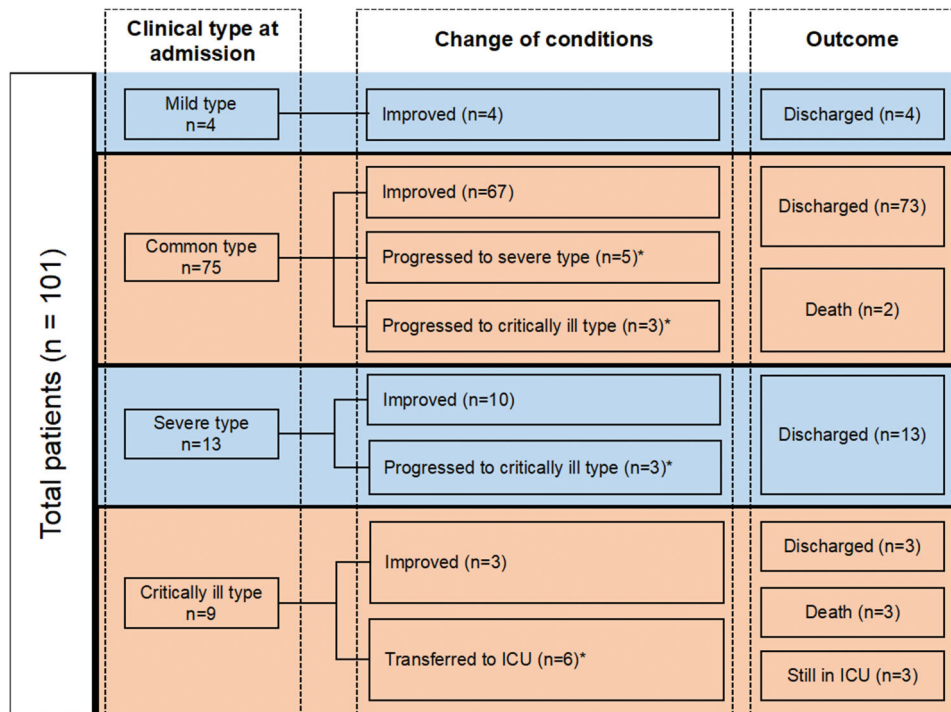 Clinical type at
admission
Change of conditions
Outcome
Total patients (n = 101)
Mild type
n=4
Improved (n=4)
Discharged (n=4)
Common type
n=75
Improved (n=67)
Progressed to severe type (n=5)*
Progressed to critically ill type (n=3)*
Discharged (n=73)
Death (n=2)
Severe type
n=13
Improved (n=10)
Progressed to critically ill type (n=3)*
Discharged (n=13)
Critically ill type
n=9
Improved (n=3)
Transferred to ICU (n=6)*
Discharged (n=3)
Death (n=3)
Still in ICU (n=3)